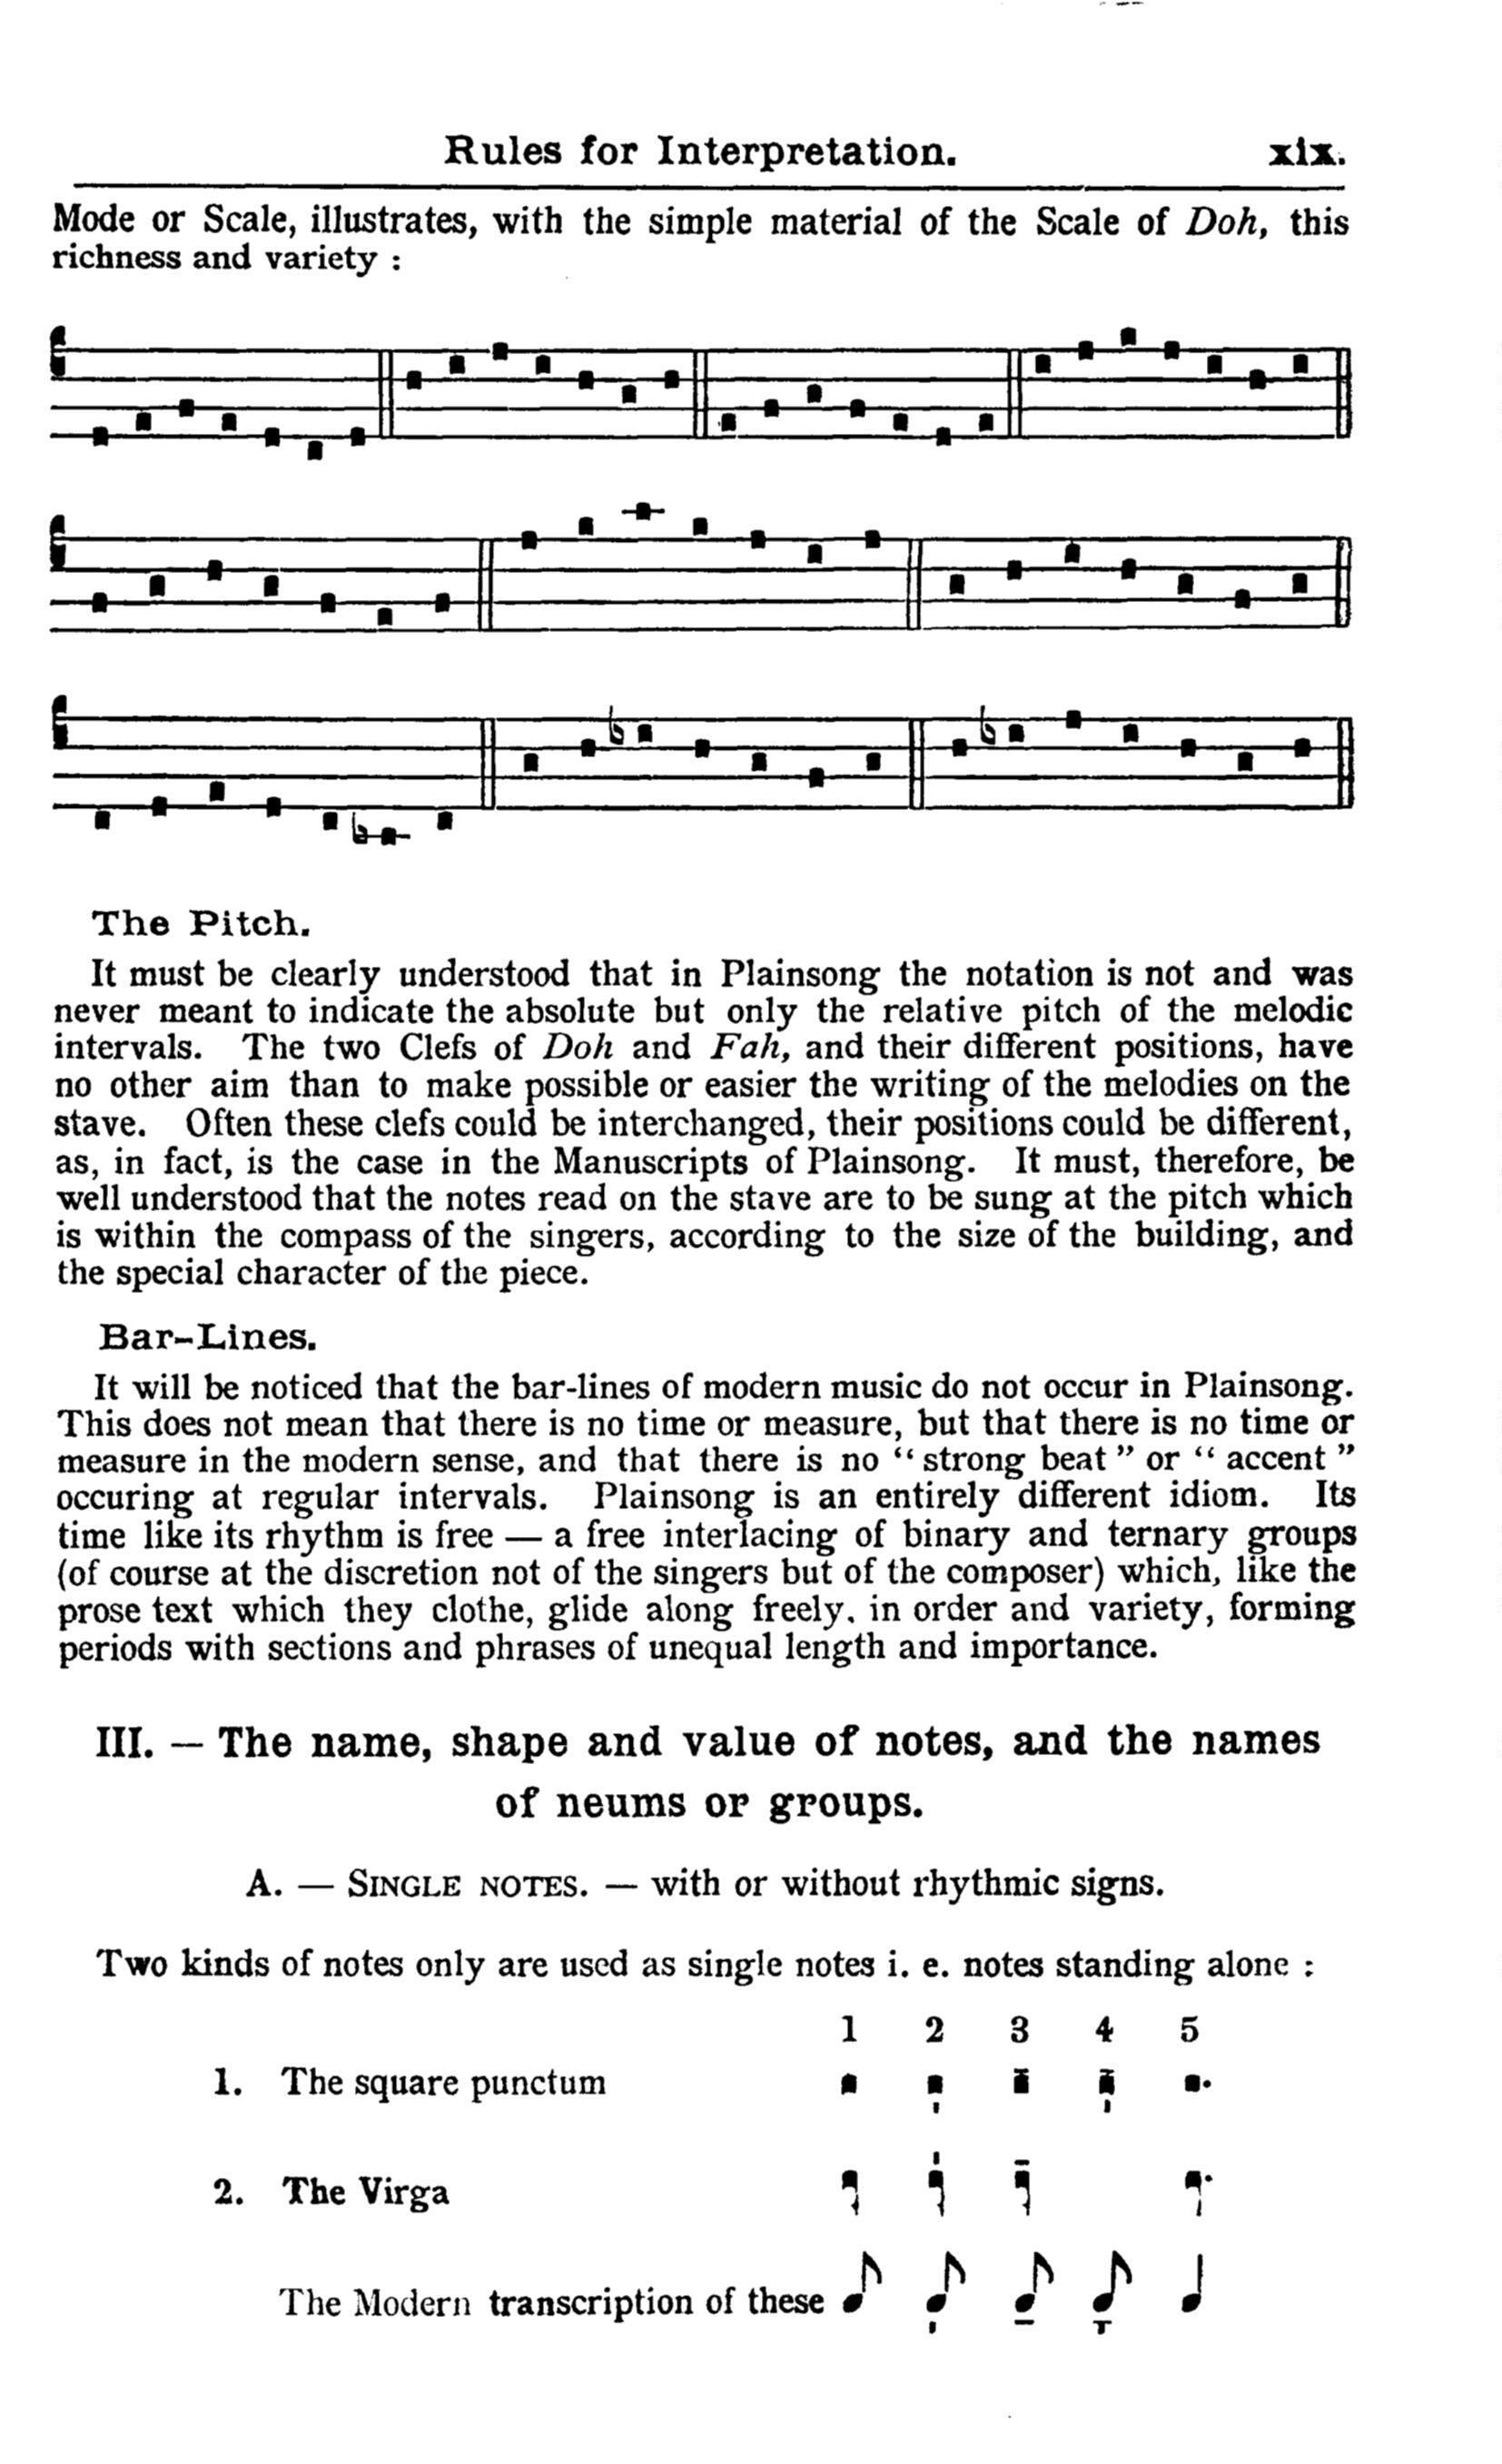 Rules for Interpretation. xix.
Mode or Scale, illustrates, with the simple material of the Scale of Doh, this
richness and variety :
The Pitch.
It must be clearly understood that in Plainsong the notation is not and was
never meant to indicate the absolute but only the relative pitch of the melodic
intervals. The two Clefs of Doh and Fah, and their different positions, have
no other aim than to make possible or easier the writing of the melodies on the
stave. Often these clefs could be interchanged, their positions could be different,
as, in fact, is the case in the Manuscripts of Plainsong. It must, therefore, be
well understood that the notes read on the stave are to be sung at the pitch which
is within the compass of the singers, according to the size of the building, and
the special character of the piece.
Bar-Lines.
It will be noticed that the bar-lines of modern music do not occur in Plainsong.
This does not mean that there is no time or measure, but that there is no time or
measure in the modern sense, and that there is no “ strong beat ” or “ accent ”
occuring at regular intervals. Plainsong is an entirely different idiom. Its
time like its rhythm is free — a free interlacing of binary and ternary groups
(of course at the discretion not of the singers but of the composer) which, like the
prose text which they clothe, glide along freely. in order and variety, forming
periods with sections and phrases of unequal length and importance.
III. — The name, shape and value of notes, and the names
of neums or groups.
A. — SINGLE NOTES. — with or without rhythmic signs.
Two kinds of notes only are used as single notes i. e. notes standing alone :
1 2 3 4 5
1. The square punctum
2. The Virga
The Modern transcription of these